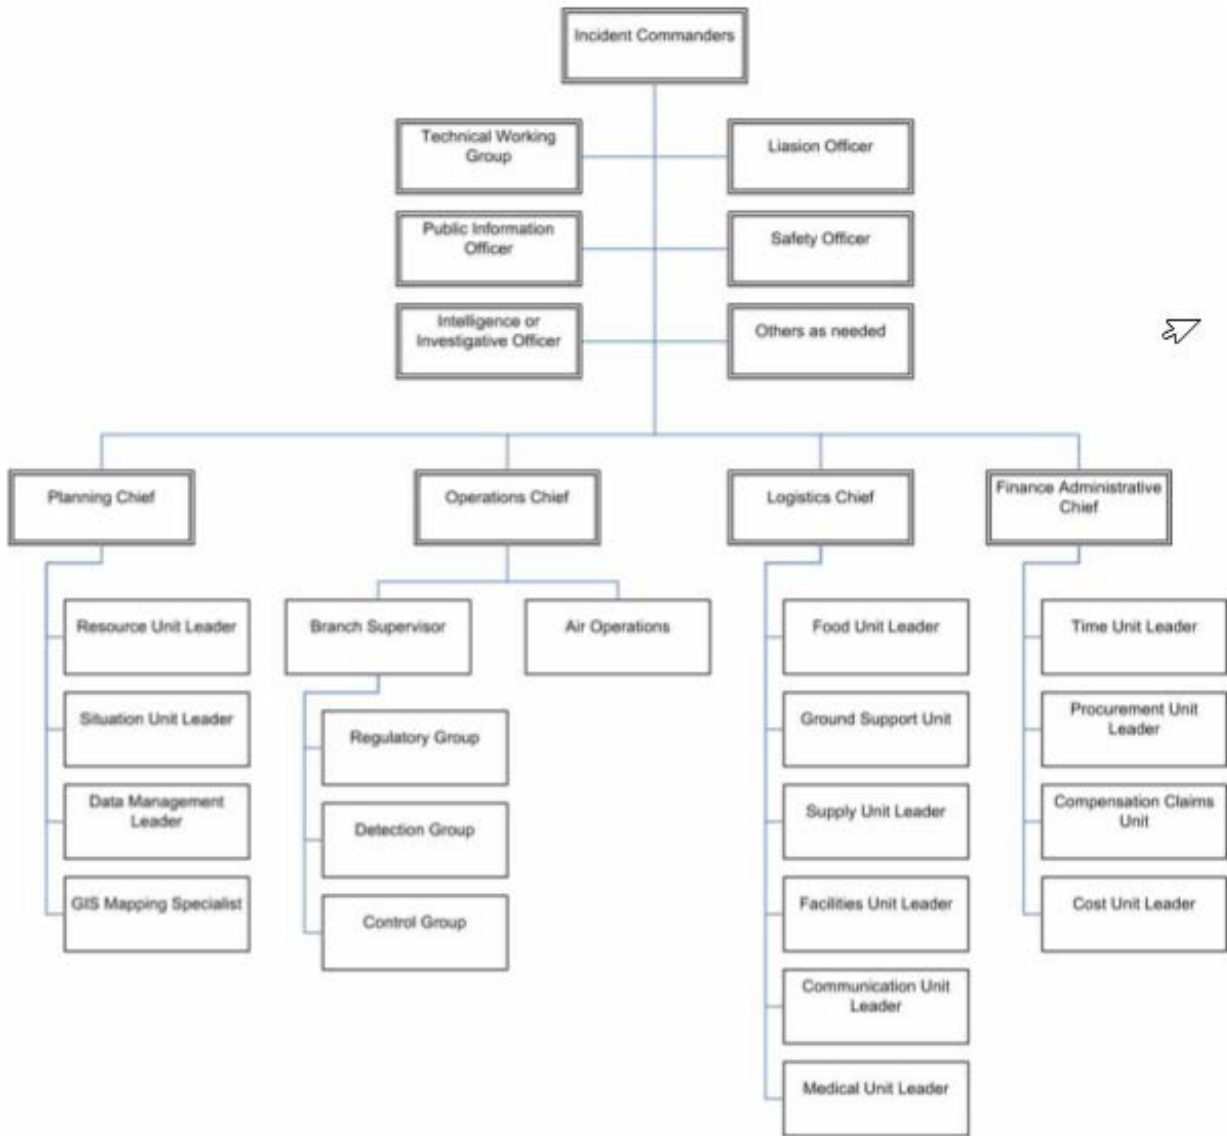 Incident Commanders
Technical Working
Group
Liasion Officer
Public Information
Officer
Safety Officer
Intelligence or
Investigative Officer
Others as needed
Planning Chief
Operations Chief
Logistics Chief
Finance Administrative
Chief
Resource Unit Leader
Branch Supervisor
Air Operations
Food Unit Leader
Time Unit Leader
Situation Unit Leader
Regulatory Group
Ground Support Unit
Procurement Unit
Leader
Data Management
Leader
Detection Group
Supply Unit Leader
Compensation Claims
Unit
GIS Mapping Specialist
Control Group
Facilities Unit Leader
Cost Unit Leader
Communication Unit
Leader
Medical Unit Leader